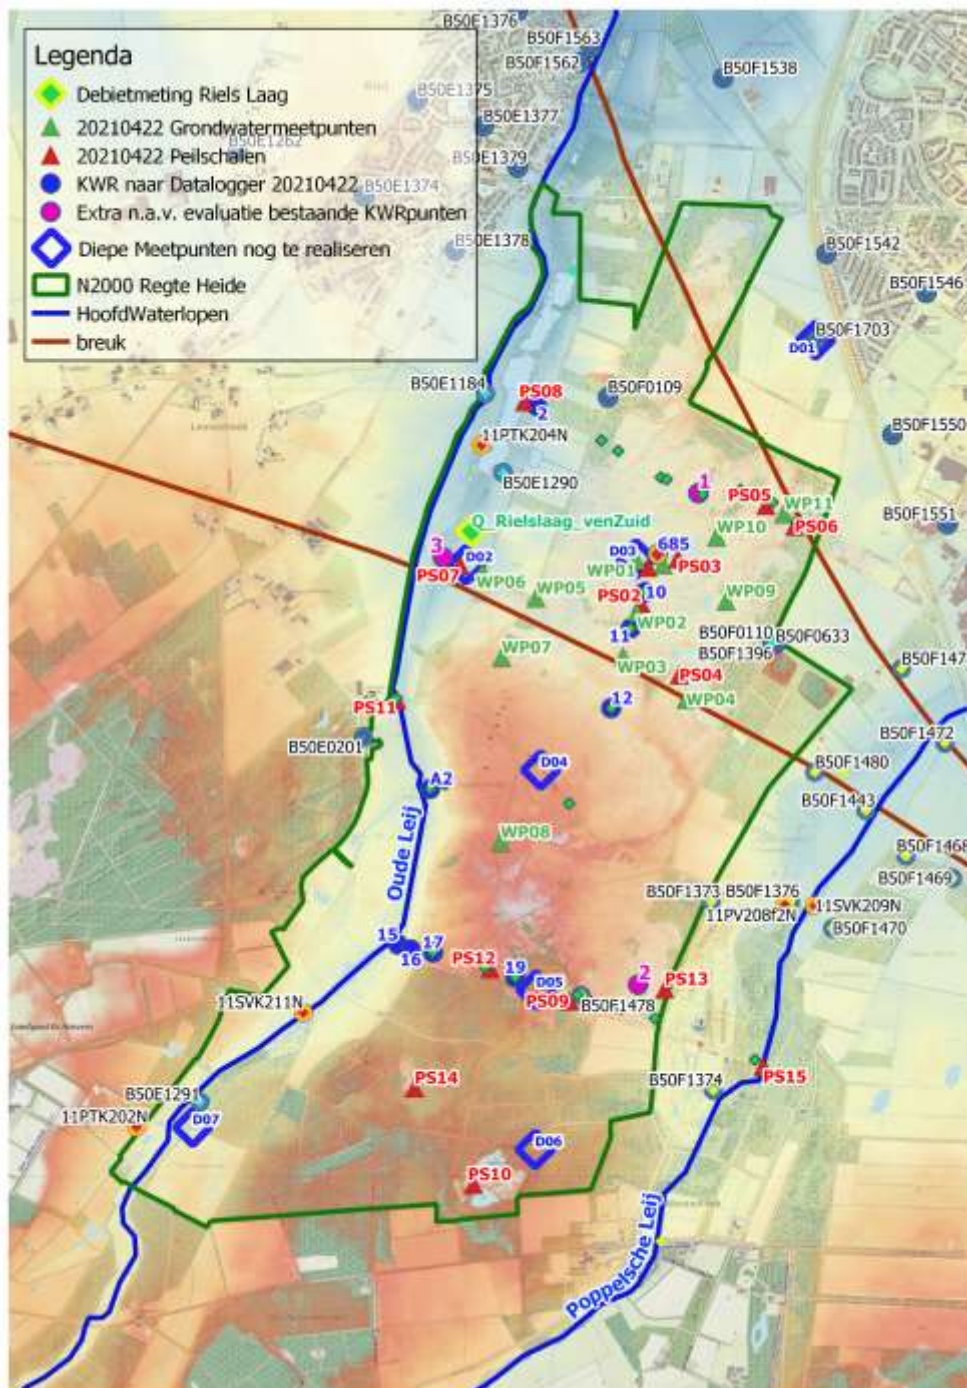 Legenda
Debietmeting Riels Laag
20210422 Grondwatermeetpunten
20210422 Peilschalen
KWR naar Datalogger 20210422
Extra n.a.v. evaluatie bestaande KWRpunten
Diepe Meetpunten nog te realiseren
N2000 Regte Heide
HoofdWaterlopen
breuk
B50E1376
B50F1563
B50F1562
B50F1538
B50E1375
B50E1377
B50E1262
B50E1379
B50E1374
B50E1378
B50F1542
B50F1546
B50F1703
D01
B50E1184
PS08
2
B50F0109
11PTK204N
B50F1550
B50E1290
1
PS05
WP11
Q_Rielslaag_venZuid
WP10
PS06
B50F1551
3
D02
D03
685
PS07
WP06
WP01
PS03
WP05
PS02
10
WP09
WP02
11
B50F0110
B50F0633
WP07
WP03
B50F1396
B50F147
PS04
PS11
12
WP04
B50E0201
B50F1472
D04
B50F1480
A2
B50F1443
Oude Leij
WP08
B50F1468
B50F1469
B50F1373
B50F1376
11PV208f2N
11SVK209N
B50F1470
15
16
17
PS12
19
D05
2
PS13
PS09
B50F1478
11SVK211N
PS14
B50F1374
PS15
B50E1291
11PTK202N
D07
D06
PS10
Poppelsche Leij